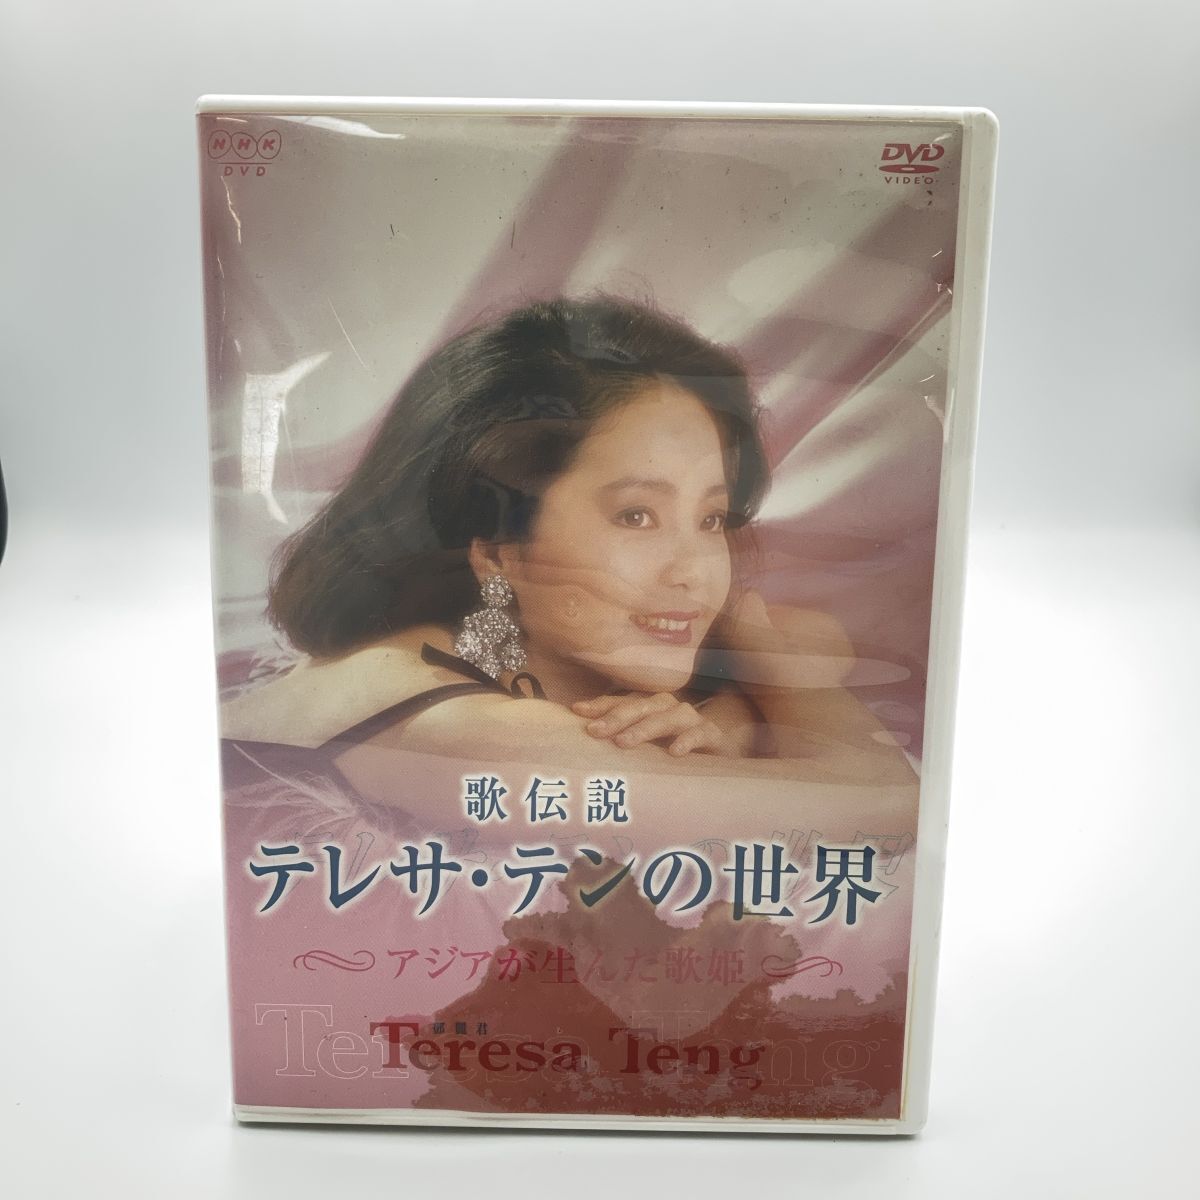 NHK
DVD
DVD
VIDEO
歌伝説
テレサ・テンの世界
アジアが生んだ歌姫
鄧麗君
Teresa Teng